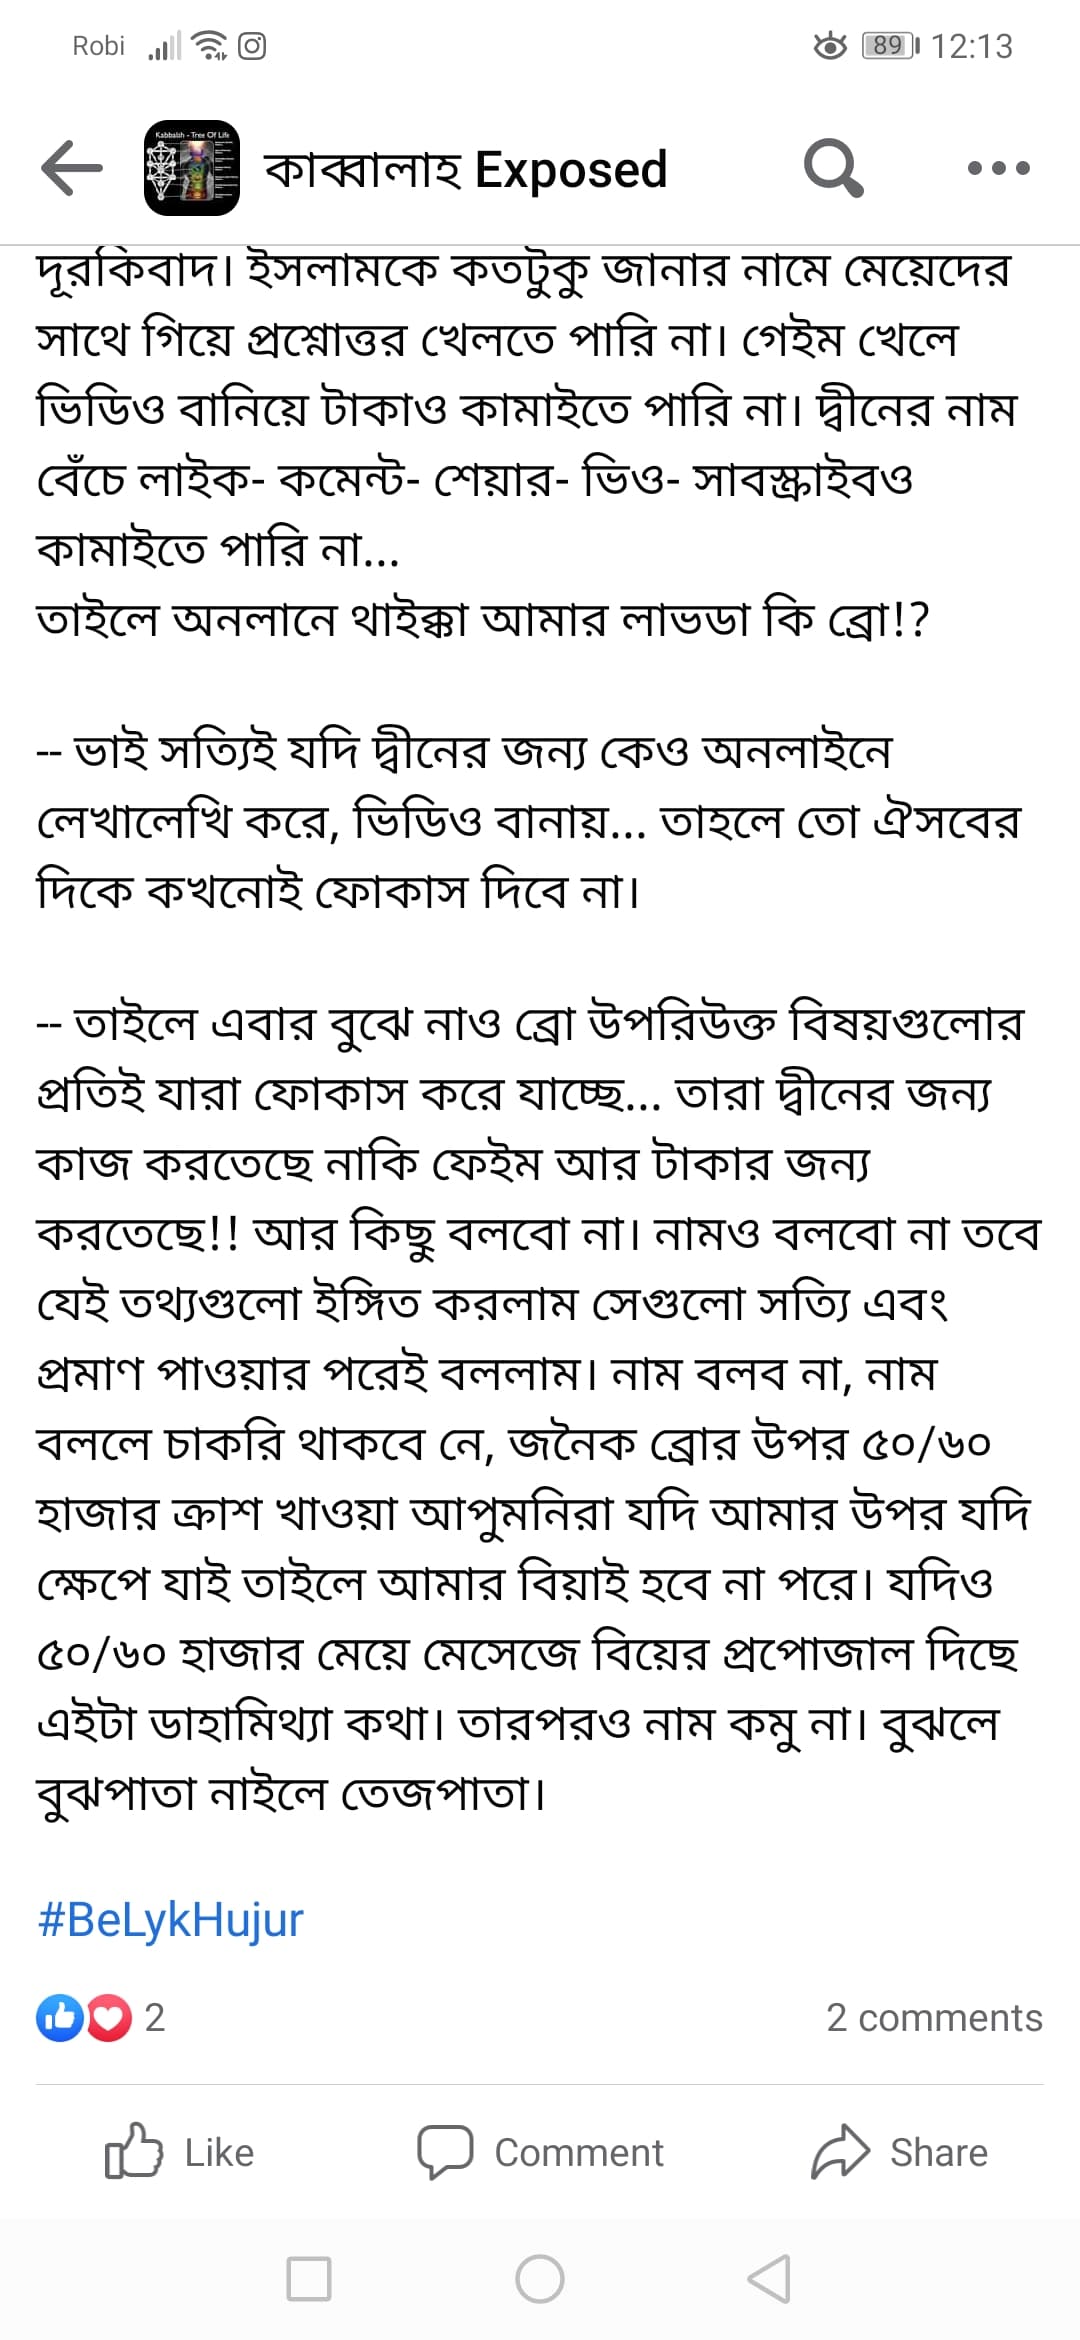 Robi 89 12:13
Kabbalah - Tree Of Life
কাব্বালাহ Exposed
দূরকিবাদ। ইসলামকে কতটুকু জানার নামে মেয়েদের
সাথে গিয়ে প্রশ্নোত্তর খেলতে পারি না। গেইম খেলে
ভিডিও বানিয়ে টাকাও কামাইতে পারি না। দ্বীনের নাম
বেঁচে লাইক- কমেন্ট- শেয়ার- ভিও- সাবস্ক্রাইবও
কামাইতে পারি না...
তাইলে অনলানে থাইক্কা আমার লাভডা কি ব্রো!?
-- ভাই সত্যিই যদি দ্বীনের জন্য কেও অনলাইনে
লেখালেখি করে, ভিডিও বানায়... তাহলে তো ঐসবের
দিকে কখনোই ফোকাস দিবে না।
-- তাইলে এবার বুঝে নাও ব্রো উপরিউক্ত বিষয়গুলোর
প্রতিই যারা ফোকাস করে যাচ্ছে... তারা দ্বীনের জন্য
কাজ করতেছে নাকি ফেইম আর টাকার জন্য
করতেছে!! আর কিছু বলবো না। নামও বলবো না তবে
যেই তথ্যগুলো ইঙ্গিত করলাম সেগুলো সত্যি এবং
প্রমাণ পাওয়ার পরেই বললাম। নাম বলব না, নাম
বললে চাকরি থাকবে নে, জনৈক ব্রোর উপর ৫০/৬০
হাজার ক্রাশ খাওয়া আপুমনিরা যদি আমার উপর যদি
ক্ষেপে যাই তাইলে আমার বিয়াই হবে না পরে। যদিও
৫০/৬০ হাজার মেয়ে মেসেজে বিয়ের প্রপোজাল দিছে
এইটা ডাহামিথ্যা কথা। তারপরও নাম কমু না। বুঝলে
বুঝপাতা নাইলে তেজপাতা।
#BeLykHujur
2 2 comments
Like Comment Share